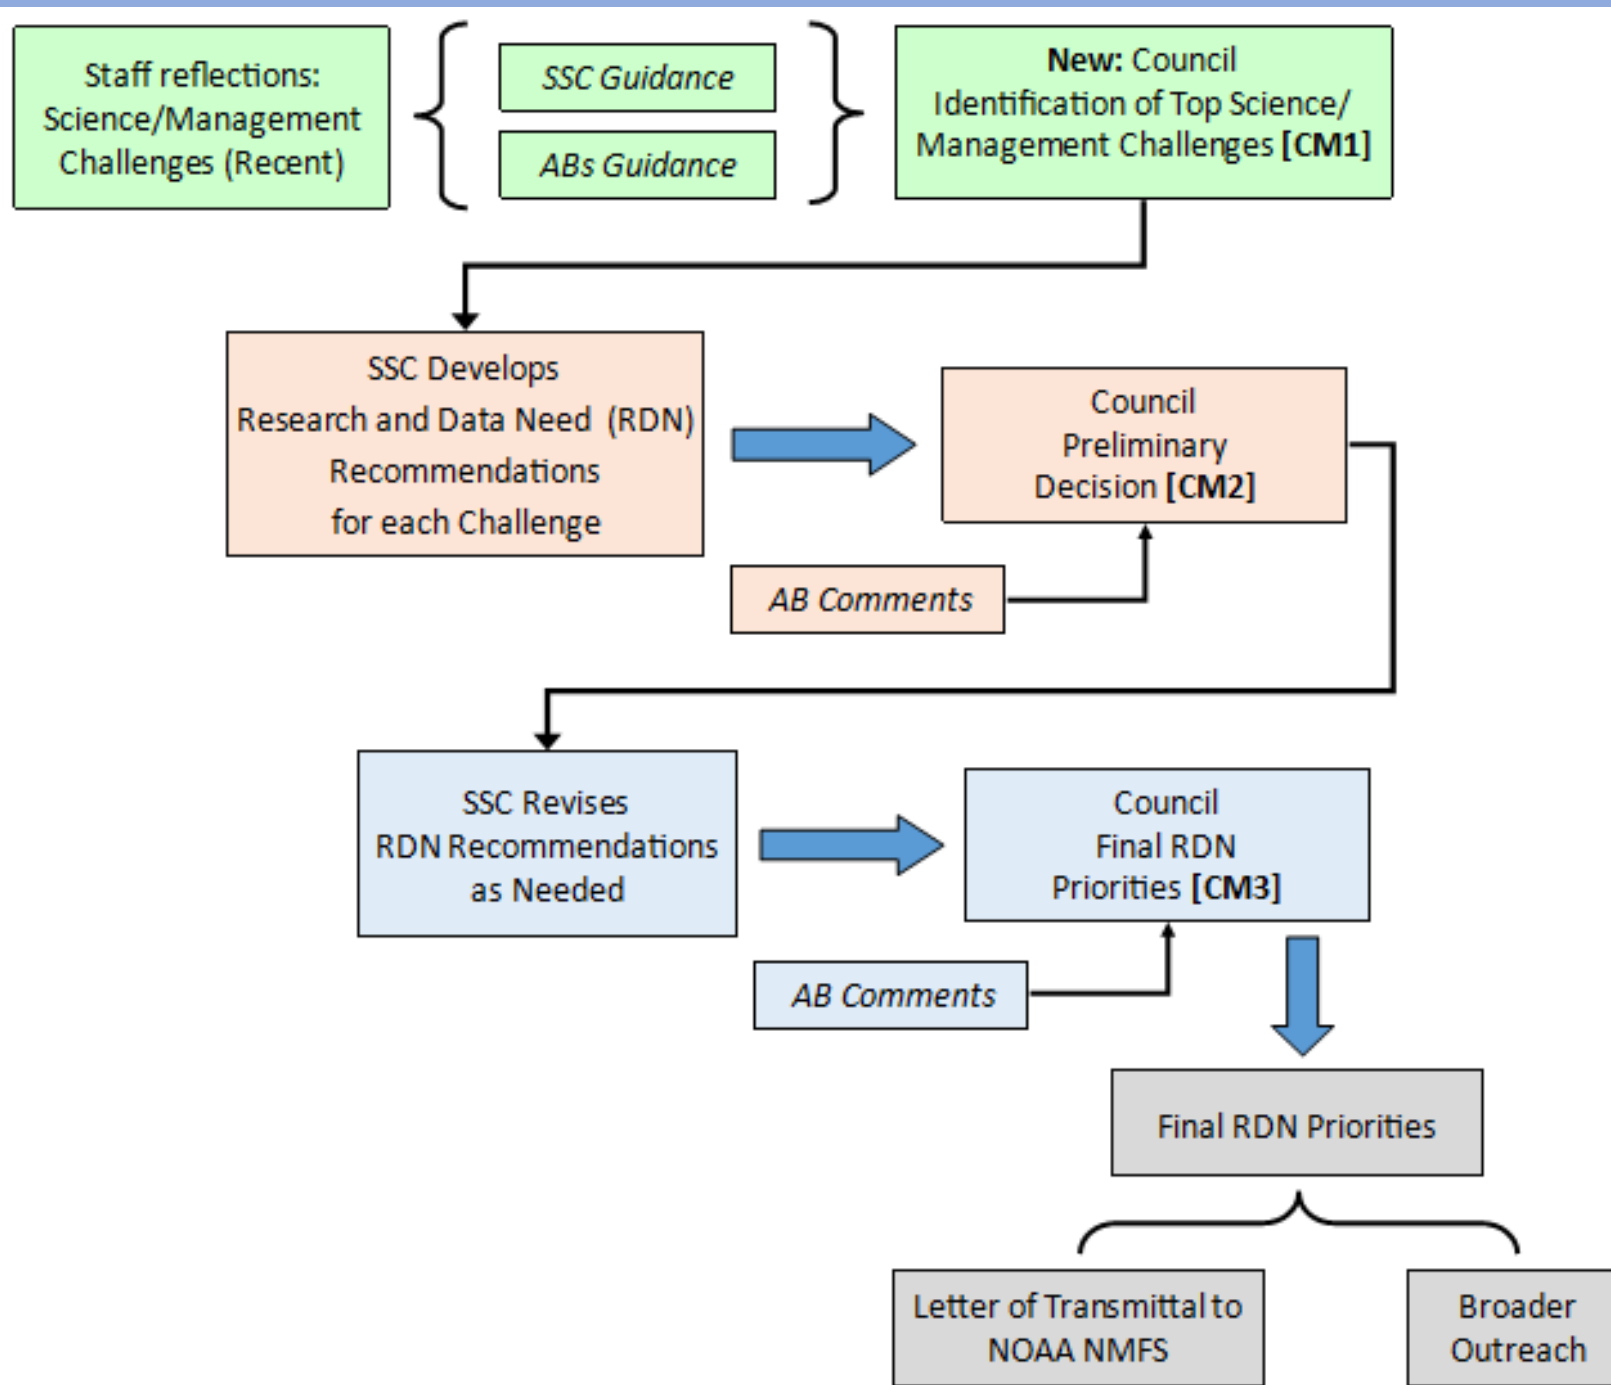 Staff reflections:
Science/Management
Challenges (Recent)
SSC Guidance
ABs Guidance
New: Council
Identification of Top Science/
Management Challenges [CM1]
SSC Develops
Research and Data Need (RDN)
Recommendations
for each Challenge
Council
Preliminary
Decision [CM2]
AB Comments
SSC Revises
RDN Recommendations
as Needed
Council
Final RDN
Priorities [CM3]
AB Comments
Final RDN Priorities
Letter of Transmittal to
NOAA NMFS
Broader
Outreach